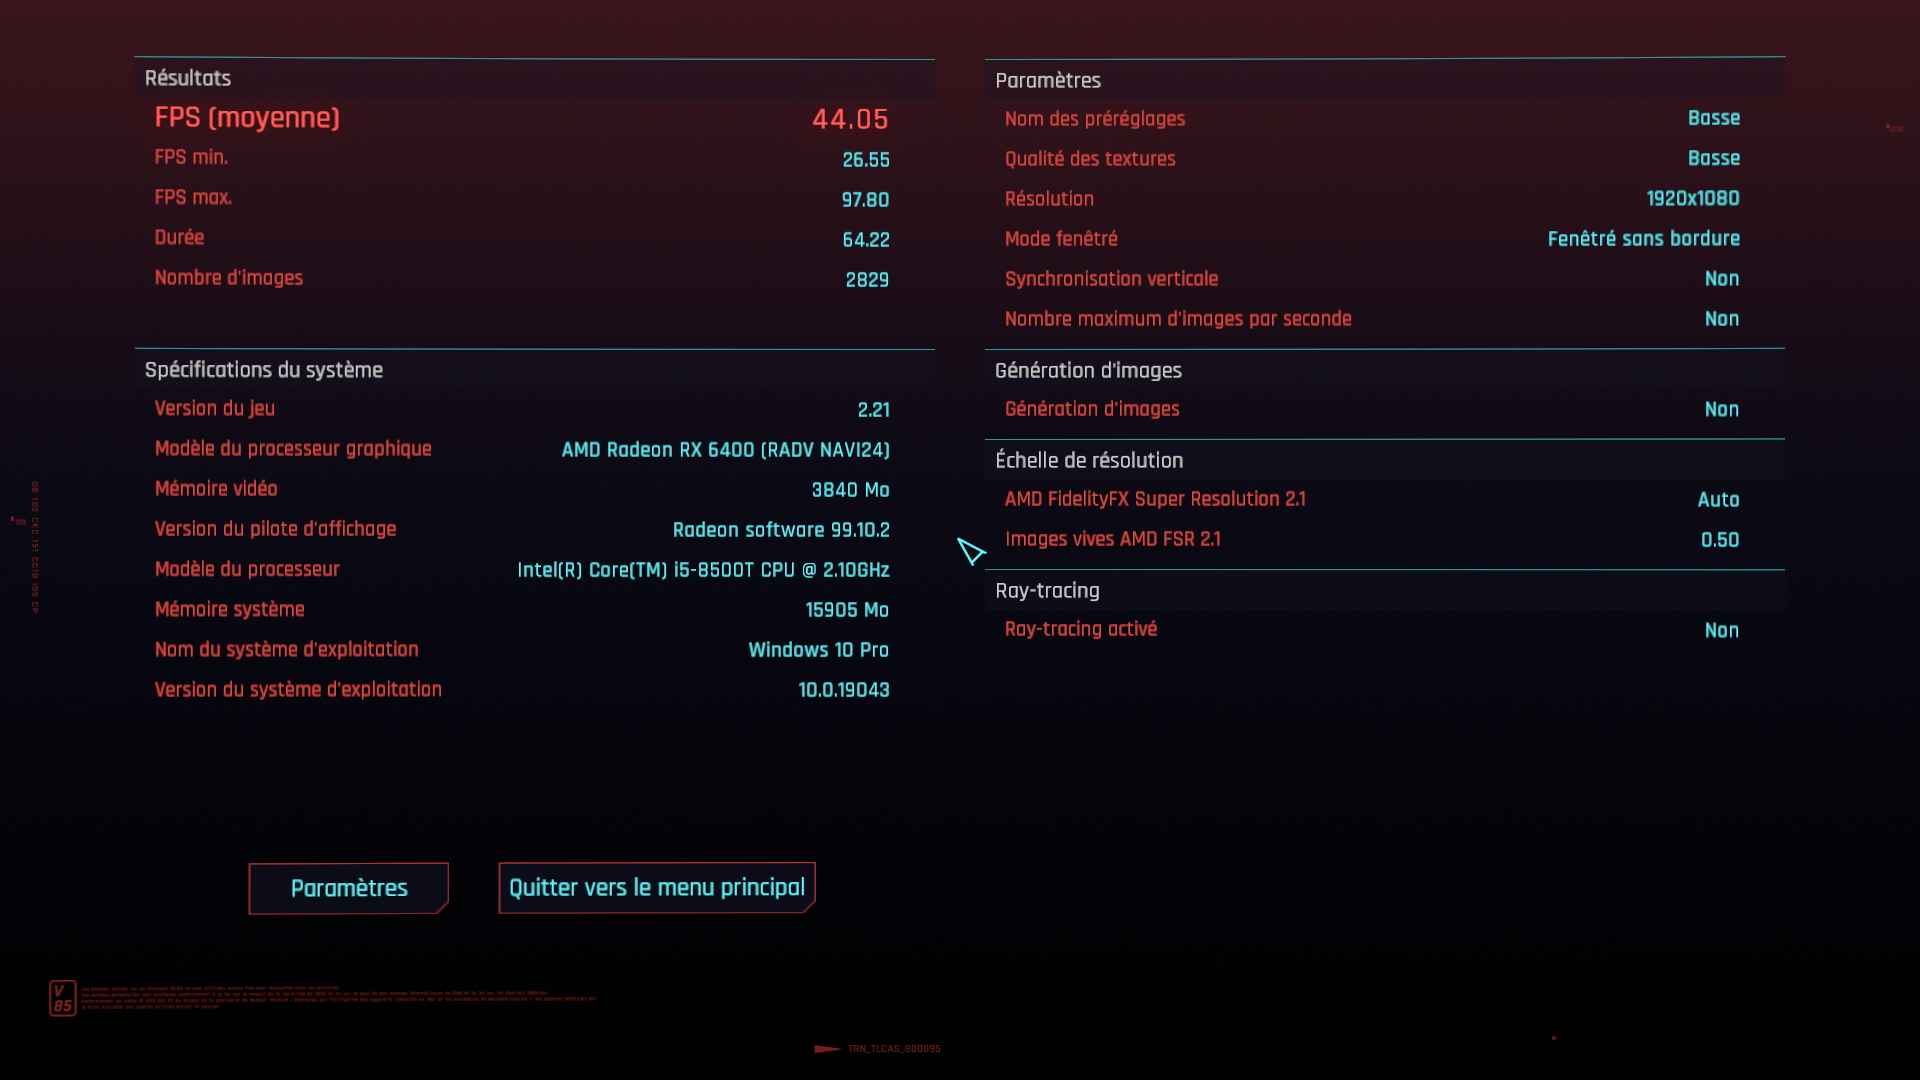 Résultats
FPS (moyenne) 44.05
FPS min. 26.55
FPS max. 97.80
Durée 64.22
Nombre d'images 2829
Spécifications du système
Version du jeu 2.21
Modèle du processeur graphique AMD Radeon RX 6400 (RADV NAVI24)
Mémoire vidéo 3840 Mo
Version du pilote d'affichage Radeon software 99.10.2
Modèle du processeur Intel(R) Core(TM) i5-8500T CPU @ 2.10GHz
Mémoire système 15905 Mo
Nom du système d'exploitation Windows 10 Pro
Version du système d'exploitation 10.0.19043
Paramètres
Nom des préréglages Basse
Qualité des textures Basse
Résolution 1920x1080
Mode fenêtré Fenêtré sans bordure
Synchronisation verticale Non
Nombre maximum d'images par seconde Non
Génération d'images
Génération d'images Non
Échelle de résolution
AMD FidelityFX Super Resolution 2.1 Auto
Images vives AMD FSR 2.1 0.50
Ray-tracing
Ray-tracing activé Non
Paramètres
Quitter vers le menu principal
V
85
TRN_TLCAS_800095